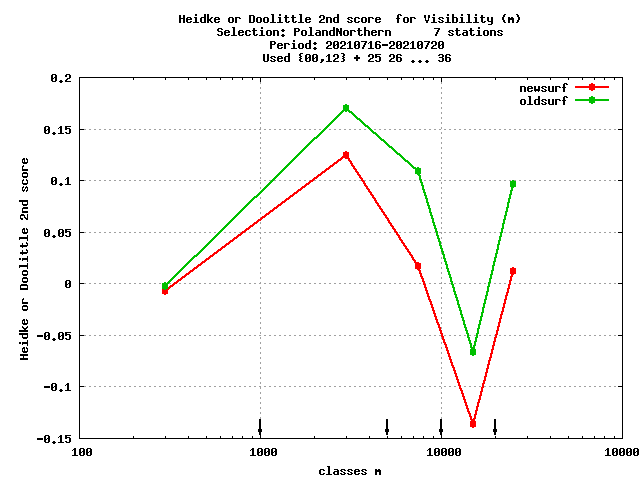 Heidke or Doolittle 2nd score  for Visibility (m)
Selection: PolandNorthern      7 stations
Period: 20210716-20210720
Used {00,12} + 25 26 ... 36
newsurf
oldsurf
Heidke or Doolittle 2nd score
0.2
0.15
0.1
0.05
0
-0.05
-0.1
-0.15
100
1000
10000
10000
classes m